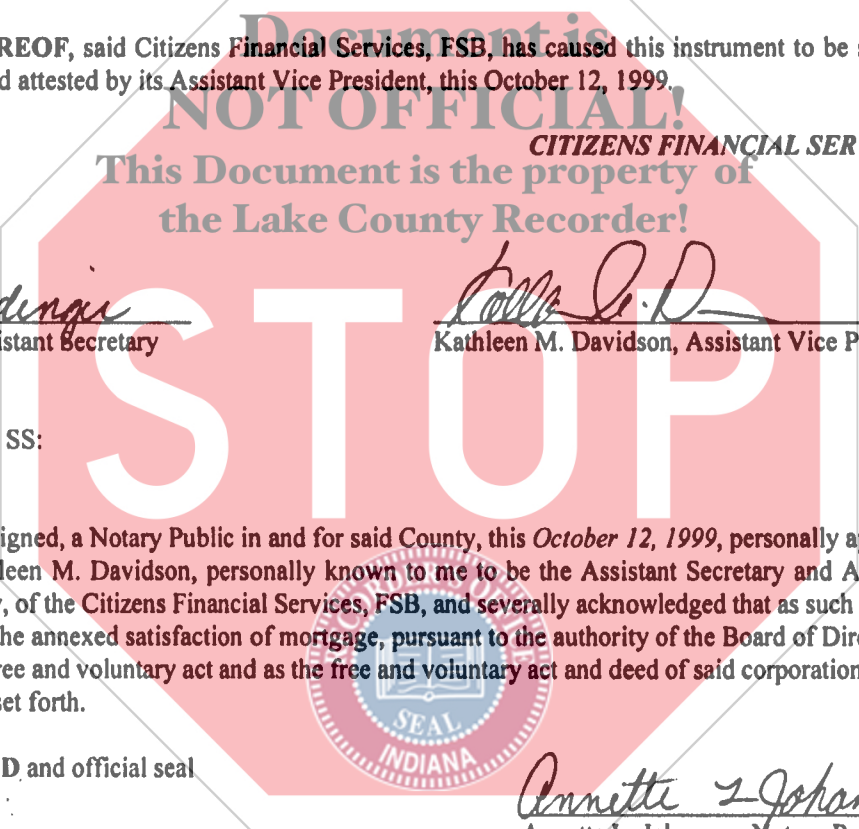 Document is
NOT OFFICIAL!
This Document is the property of
the Lake County Recorder!
STOP
REOF, said Citizens Financial Services, FSB, has caused this instrument to be
d attested by its Assistant Vice President, this October 12, 1999.
CITIZENS FINANCIAL SER
istant Secretary
Kathleen M. Davidson, Assistant Vice P
SS:
igned, a Notary Public in and for said County, this October 12, 1999, personally a
leen M. Davidson, personally known to me to be the Assistant Secretary and A
, of the Citizens Financial Services, FSB, and severally acknowledged that as such
he annexed satisfaction of mortgage, pursuant to the authority of the Board of Dir
ree and voluntary act and as the free and voluntary act and deed of said corporation
set forth.
RECORDER'S OFFICE
SEAL
INDIANA
D and official seal
Annette L Johan